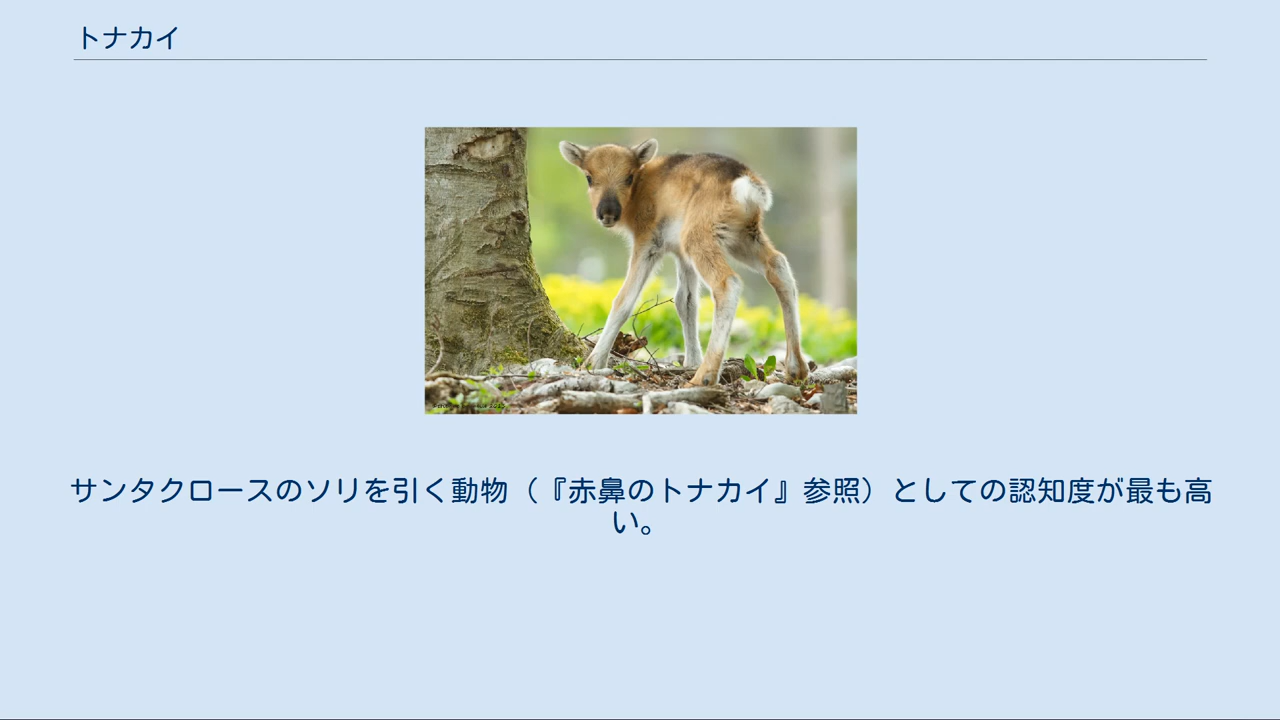 トナカイ
サンタクロースのソリを引く動物（『赤鼻のトナカイ』参照）としての認知度が最も高
い。